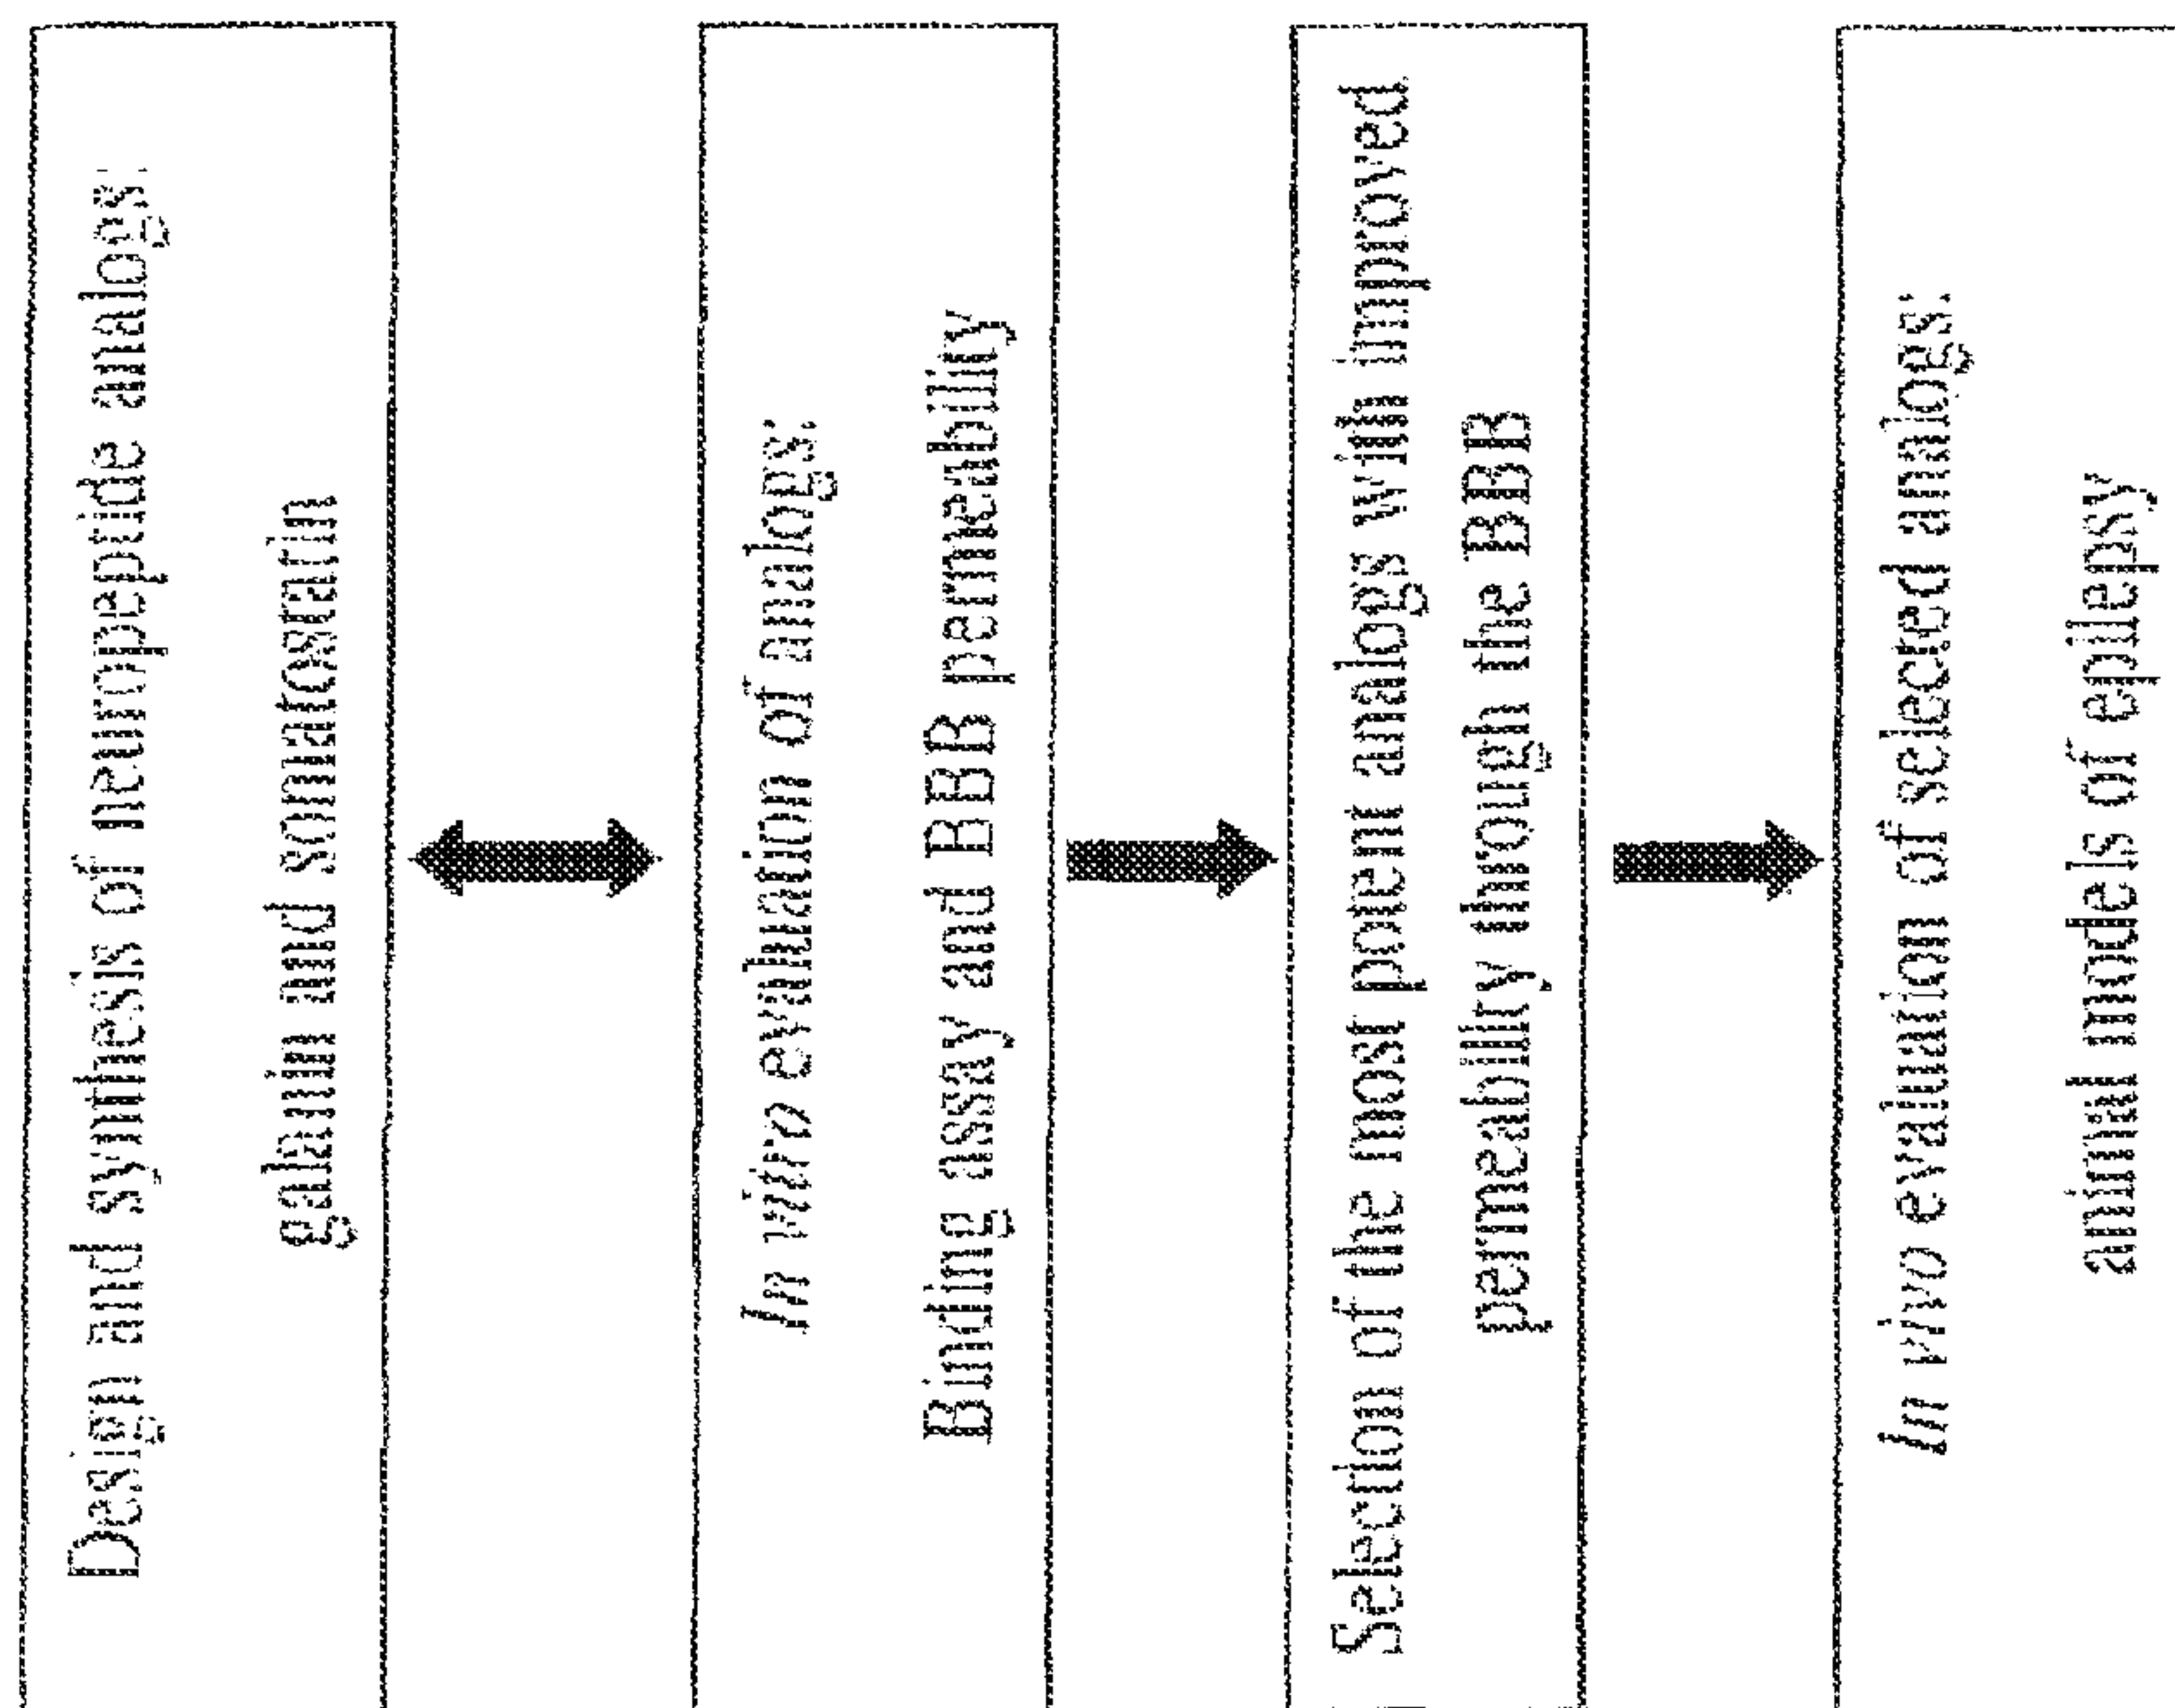 Design and synthesis of neuropeptide analogs:
galanin and somatostatin
In vitro evaluation of analogs:
Binding assay and BBB permeability
Selection of the most potent analogs with improved
permeability through the BBB
In vivo evaluation of selected analogs:
animal models of epilepsy